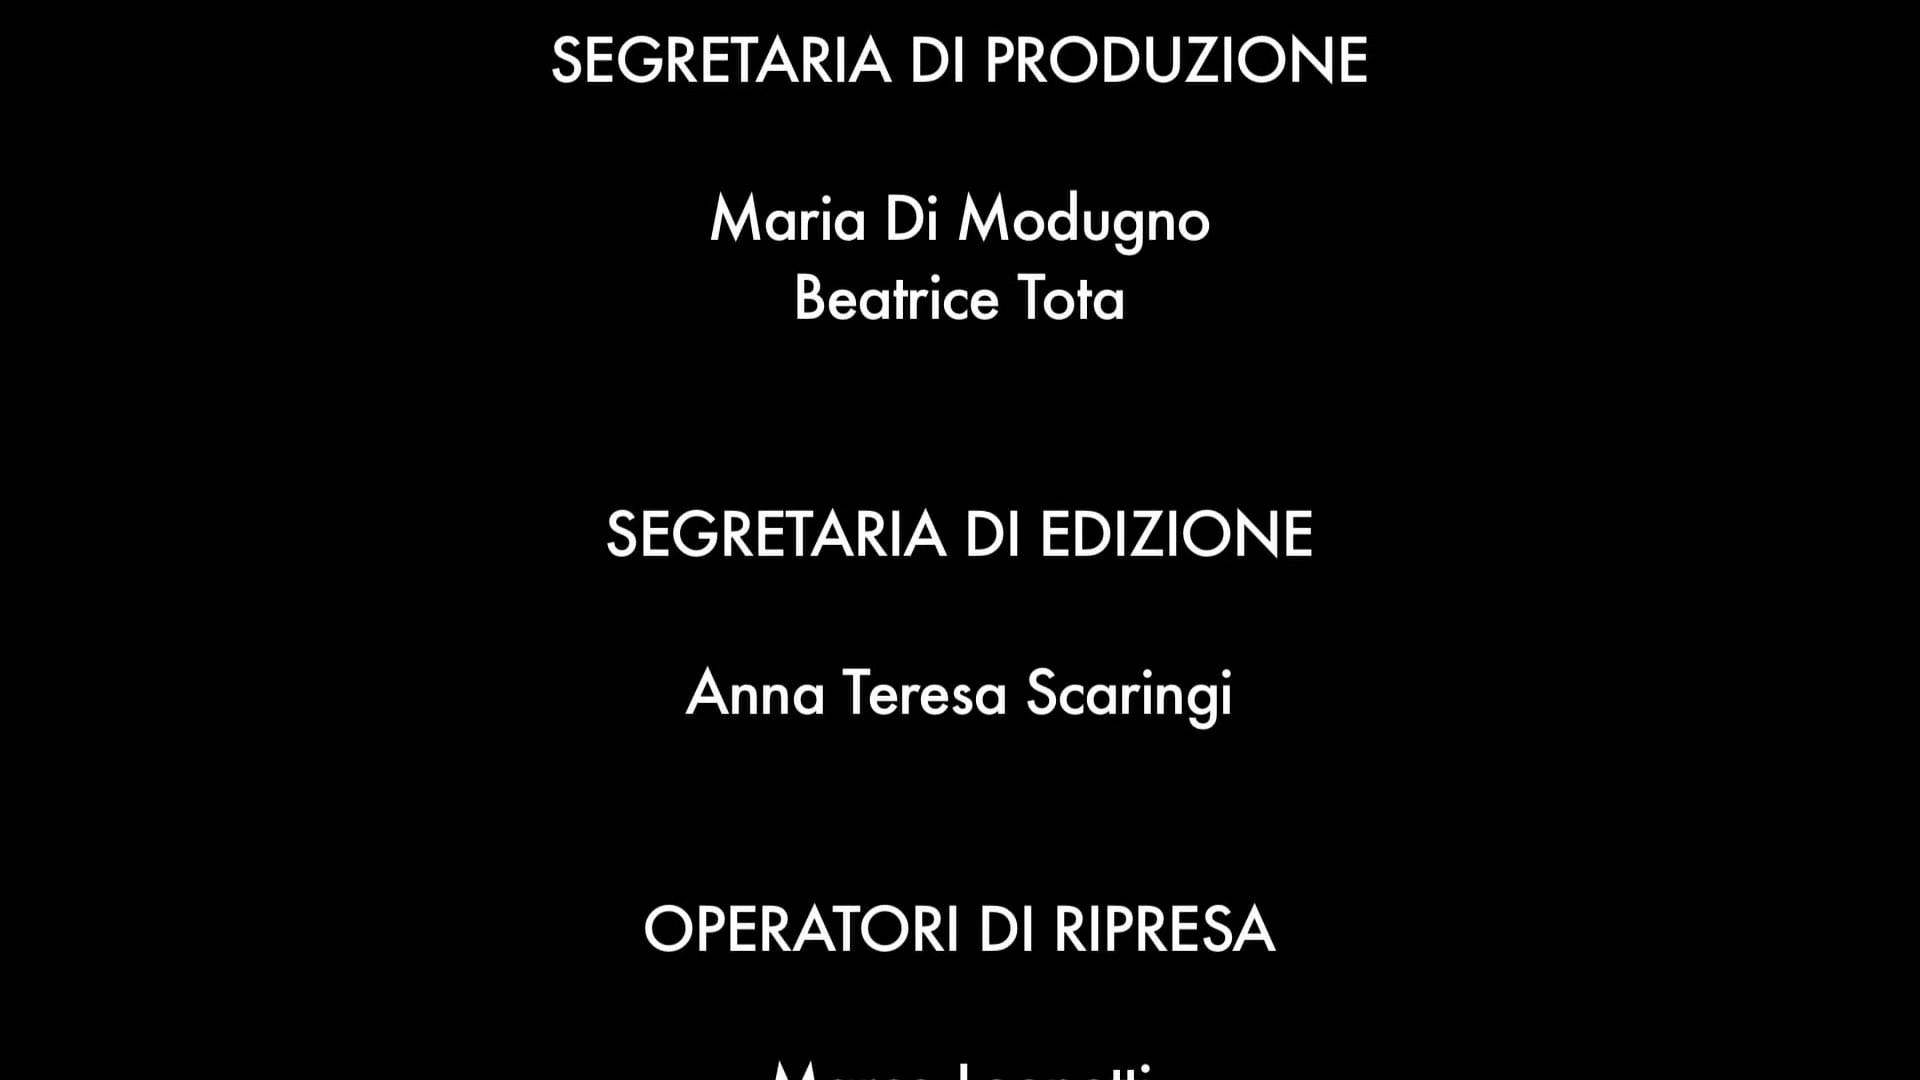 SEGRETARIA DI PRODUZIONE
Maria Di Modugno
Beatrice Tota
SEGRETARIA DI EDIZIONE
Anna Teresa Scaringi
OPERATORI DI RIPRESA